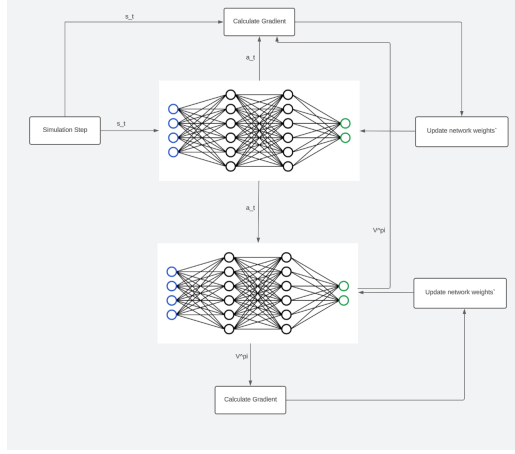 s_t
Calculate Gradient
a_t
Simulation Step
s_t
Update network weights`
a_t
V^pi
Update network weights`
V^pi
Calculate Gradient